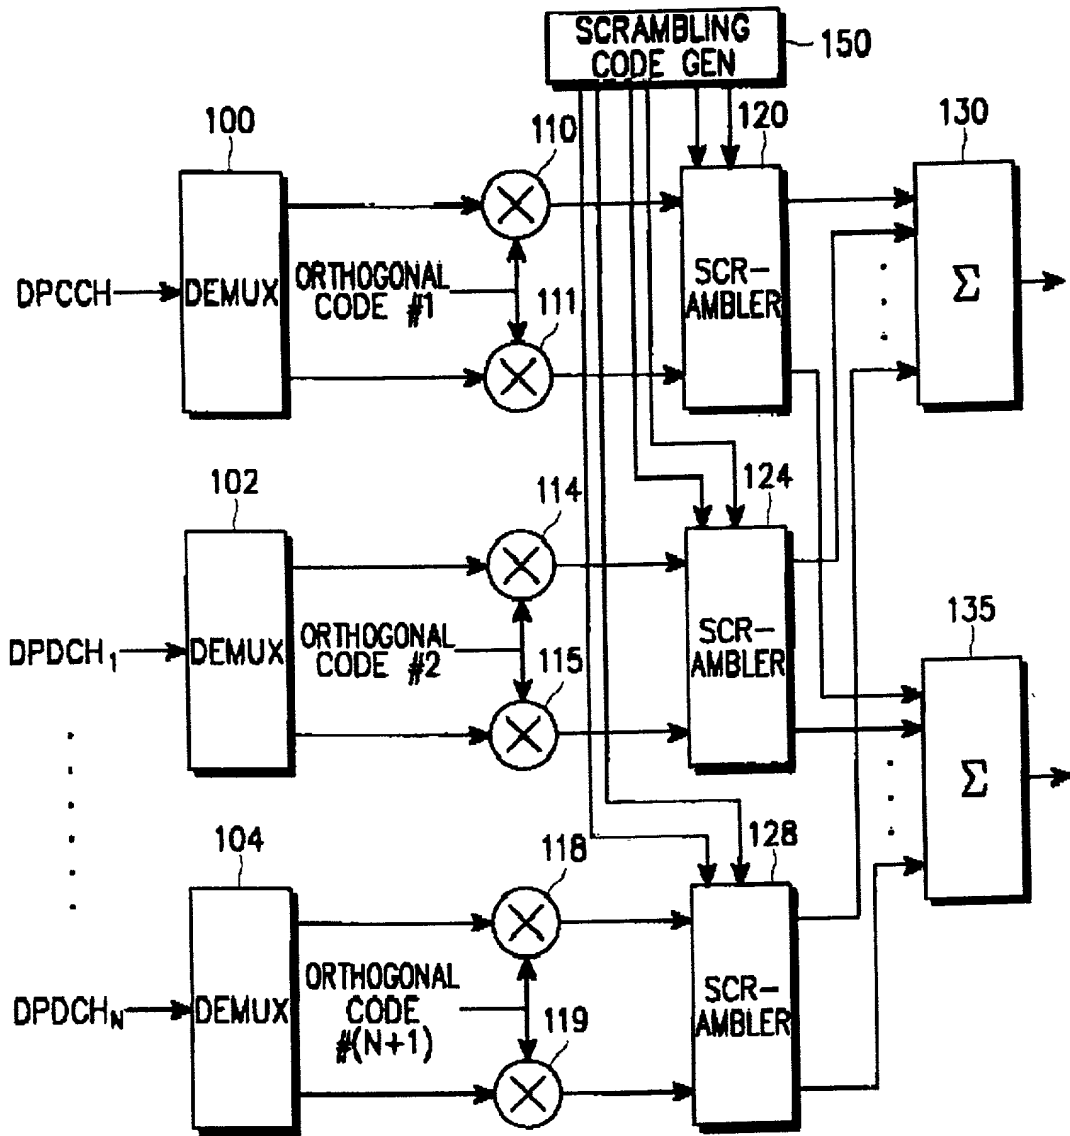 SCRAMBLING
CODE GEN
150
100
110
120
130
DPCCH
DEMUX
ORTHOGONAL
CODE #1
111
SCR-
AMBLER
Σ
102
114
124
DPDCH1
DEMUX
ORTHOGONAL
CODE #2
115
SCR-
AMBLER
135
Σ
104
118
128
DPDCHN
DEMUX
ORTHOGONAL
CODE
#(N+1)
119
SCR-
AMBLER